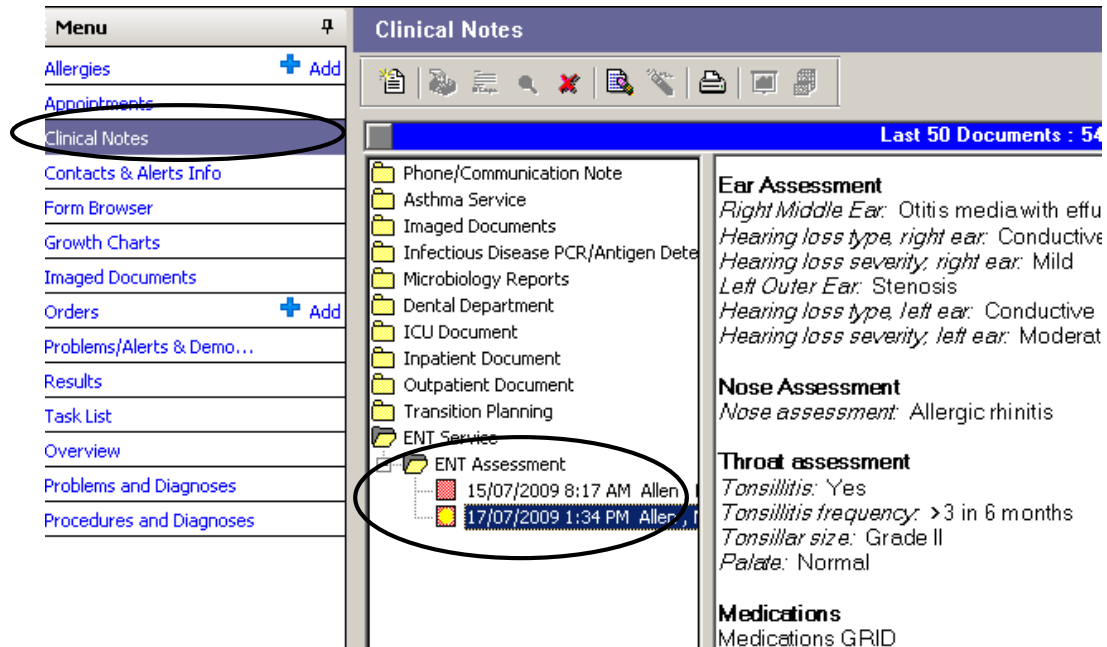 Menu
Allergies Add
Appointments
Clinical Notes
Contacts & Alerts Info
Form Browser
Growth Charts
Imaged Documents
Orders Add
Problems/Alerts & Demo...
Results
Task List
Overview
Problems and Diagnoses
Procedures and Diagnoses
Clinical Notes
Last 50 Documents : 54
Phone/Communication Note
Asthma Service
Imaged Documents
Infectious Disease PCR/Antigen Dete
Microbiology Reports
Dental Department
ICU Document
Inpatient Document
Outpatient Document
Transition Planning
ENT Service
ENT Assessment
15/07/2009 8:17 AM Allen
17/07/2009 1:34 PM Allen ,
Ear Assessment
Right Middle Ear: Otitis media with effu
Hearing loss type, right ear: Conductive
Hearing loss severity, right ear: Mild
Left Outer Ear: Stenosis
Hearing loss type, left ear: Conductive
Hearing loss severity, left ear: Moderat
Nose Assessment
Nose assessment: Allergic rhinitis
Throat assessment
Tonsillitis: Yes
Tonsillitis frequency: >3 in 6 months
Tonsillar size: Grade II
Palate: Normal
Medications
Medications GRID